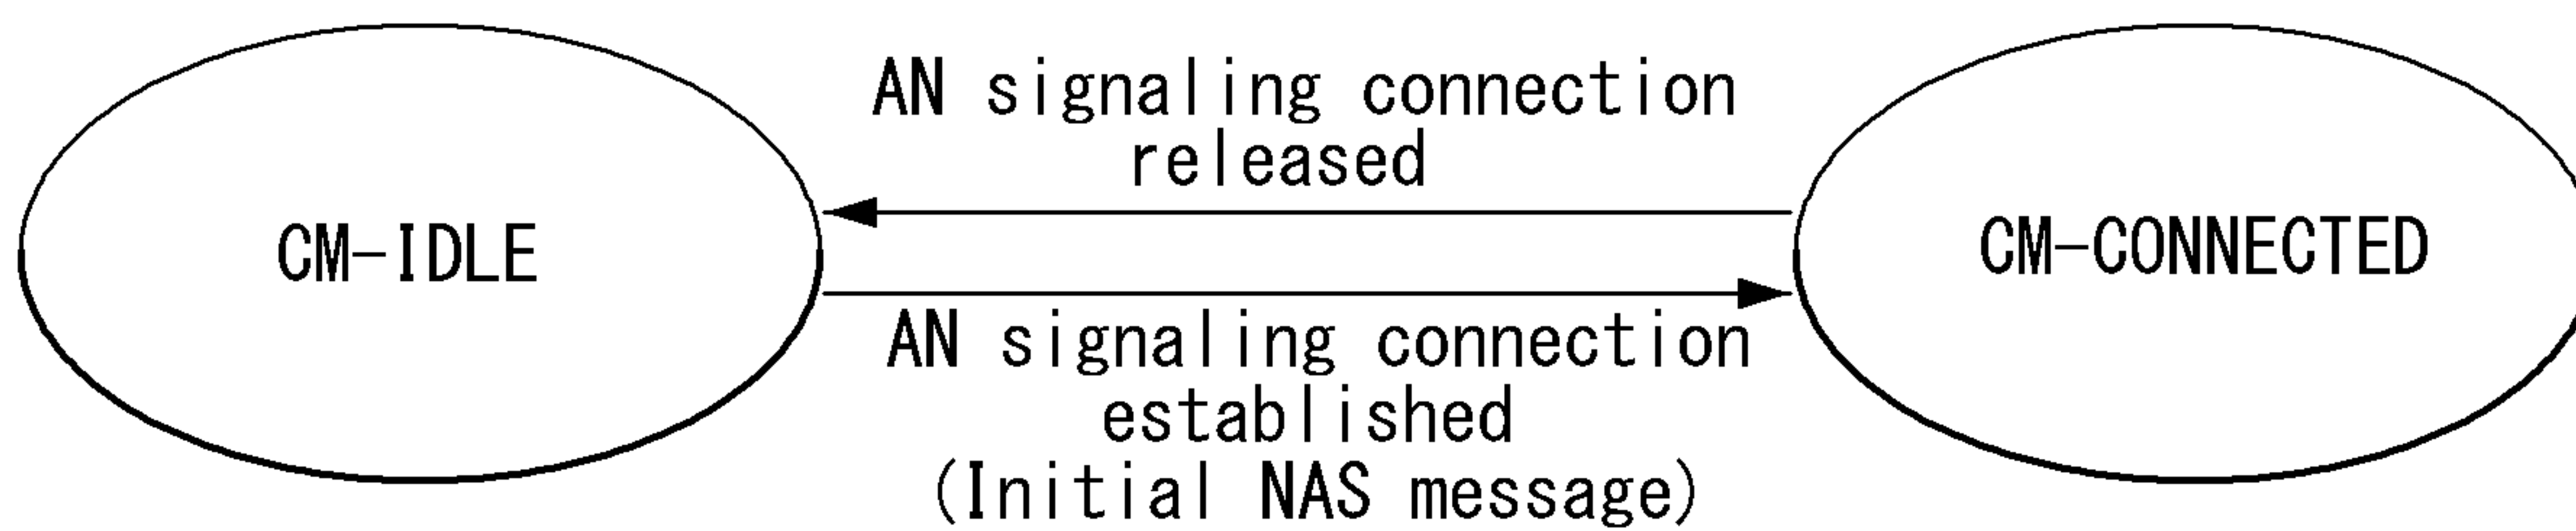 AN signaling connection
released
CM-IDLE
CM-CONNECTED
AN signaling connection
established
(Initial NAS message)